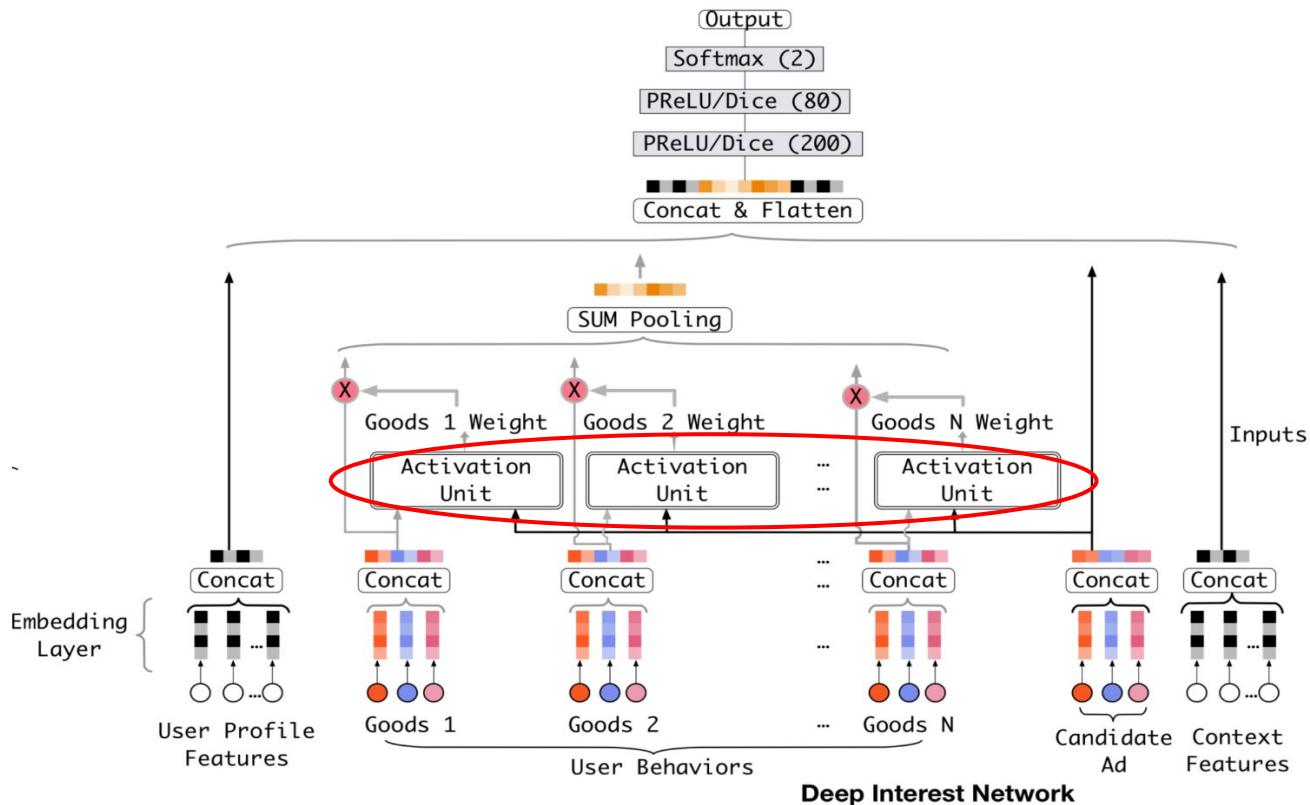 Output
Softmax (2)
PReLU/Dice (80)
PReLU/Dice (200)
Concat & Flatten
SUM Pooling
X
X
X
Goods 1 Weight
Goods 2 Weight
Goods N Weight
Inputs
Activation
Unit
Activation
Unit
...
...
Activation
Unit
Concat
Concat
Concat
...
...
Concat
Concat
Concat
Embedding
Layer
...
...
...
...
...
User Profile
Features
Goods 1
Goods 2
...
Goods N
User Behaviors
Candidate
Ad
Context
Features
Deep Interest Network